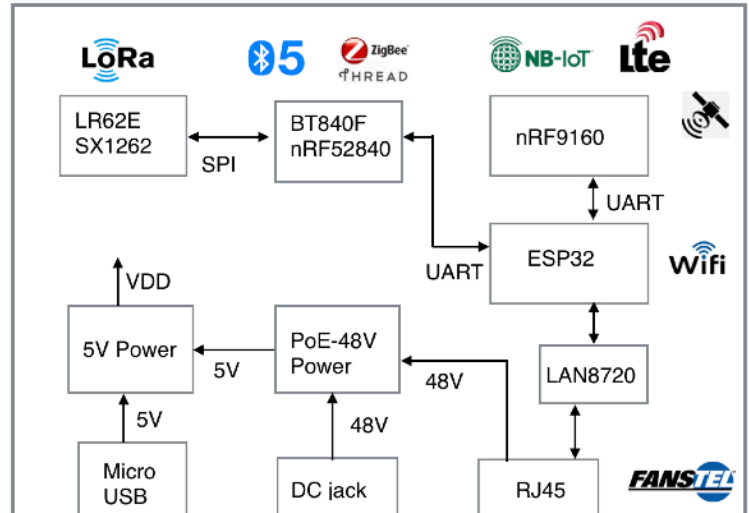 LoRa
5
ZigBee
THREAD
NB-IoT
Lte
LR62E
SX1262
SPI
BT840F
nRF52840
nRF9160
UART
UART
ESP32
Wifi
VDD
5V Power
5V
PoE-48V
Power
48V
LAN8720
5V
48V
Micro
USB
DC jack
RJ45
FANSTEL